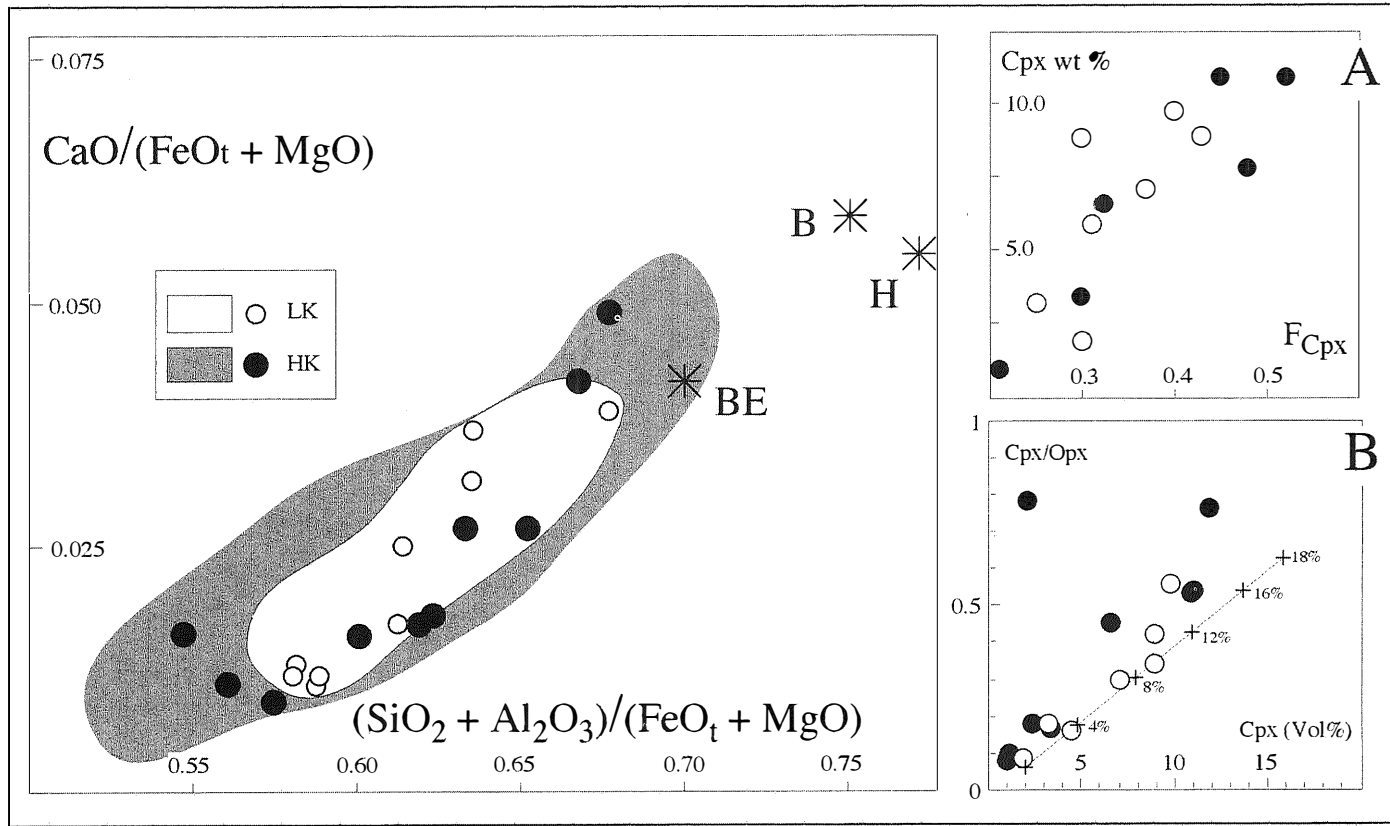 0.075
CaO/(FeOt + MgO)
B
H
0.050
LK
HK
BE
0.025
(SiO2 + Al2O3)/(FeOt + MgO)
0.55 0.60 0.65 0.70 0.75
Cpx wt %
A
10.0
5.0
FCpx
0.3 0.4 0.5
1
Cpx/Opx
B
18%
16%
0.5
12%
8%
4%
Cpx (Vol%)
5 10 15
0